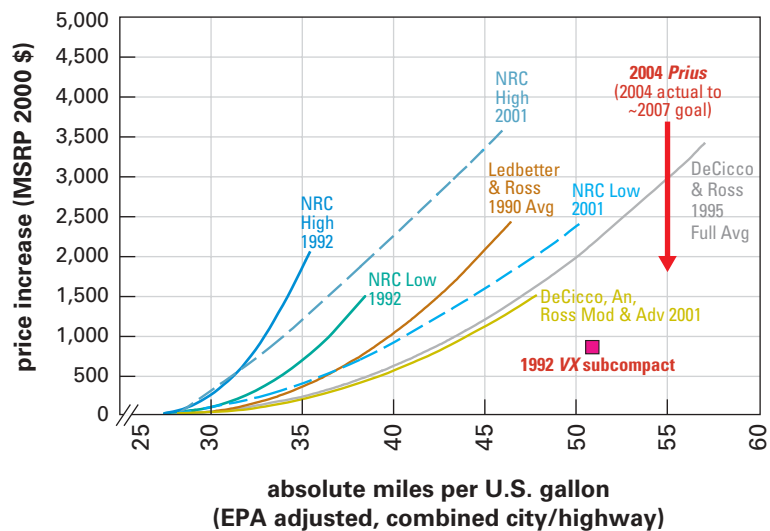 price increase (MSRP 2000 $)
5,000
4,500
4,000
3,500
3,000
2,500
2,000
1,500
1,000
500
0
NRC
High
2001
2004 Prius
(2004 actual to
~2007 goal)
NRC
High
1992
Ledbetter
& Ross
1990 Avg
NRC Low
2001
DeCicco
& Ross
1995
Full Avg
NRC Low
1992
DeCicco, An,
Ross Mod & Adv 2001
1992 VX subcompact
25
30
35
40
45
50
55
60
absolute miles per U.S. gallon
(EPA adjusted, combined city/highway)